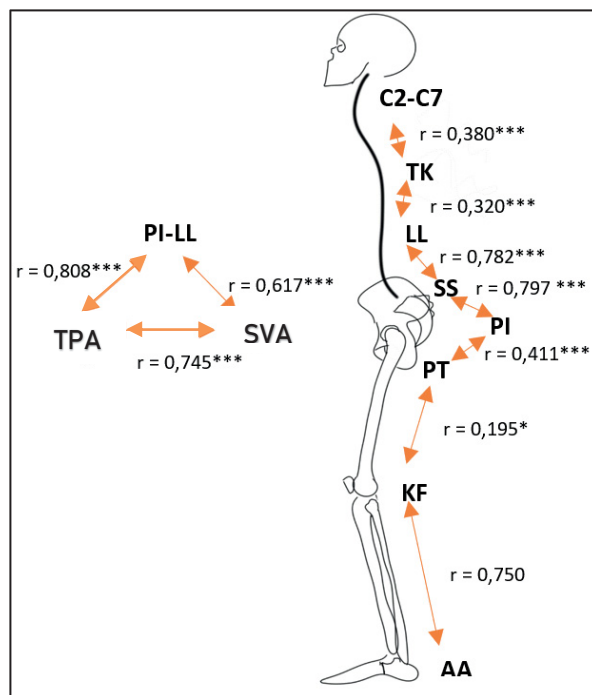 C2-C7
r = 0,380***
TK
r = 0,320***
LL
r = 0,782***
SS
r = 0,797 ***
PI
r = 0,411***
PT
r = 0,195*
KF
r = 0,750
AA
PI-LL
r = 0,808***
r = 0,617***
TPA
SVA
r = 0,745***